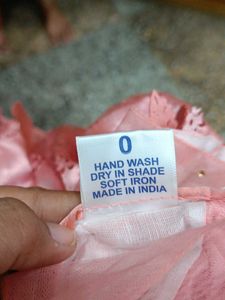 0
HAND WASH
DRY IN SHADE
SOFT IRON
MADE IN INDIA